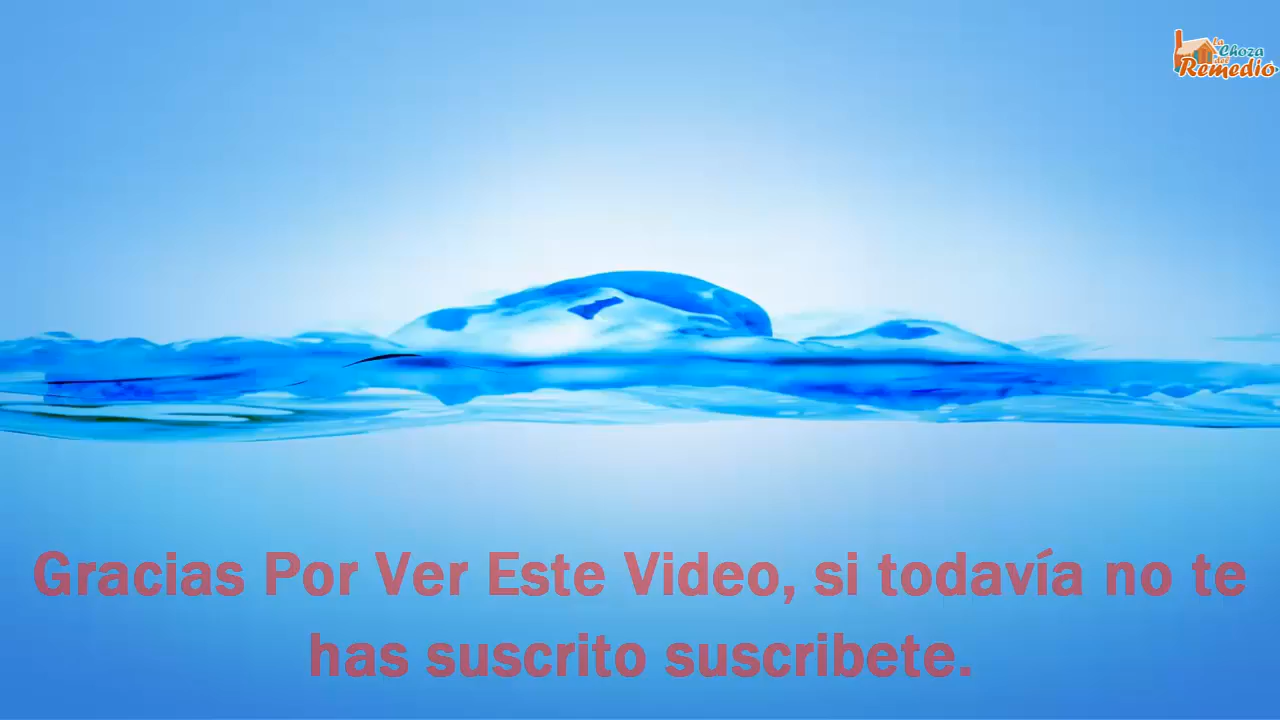 La
Choza
del
Remedio
Gracias Por Ver Este Video, si todavía no te
has suscrito suscribete.